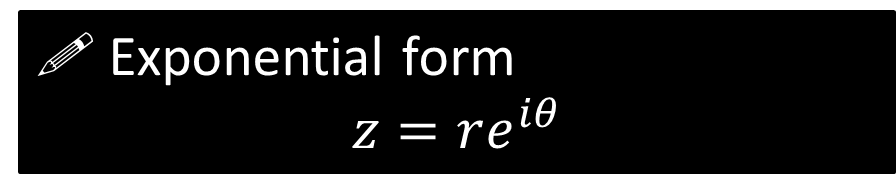 Exponential form
z = re^{iθ}